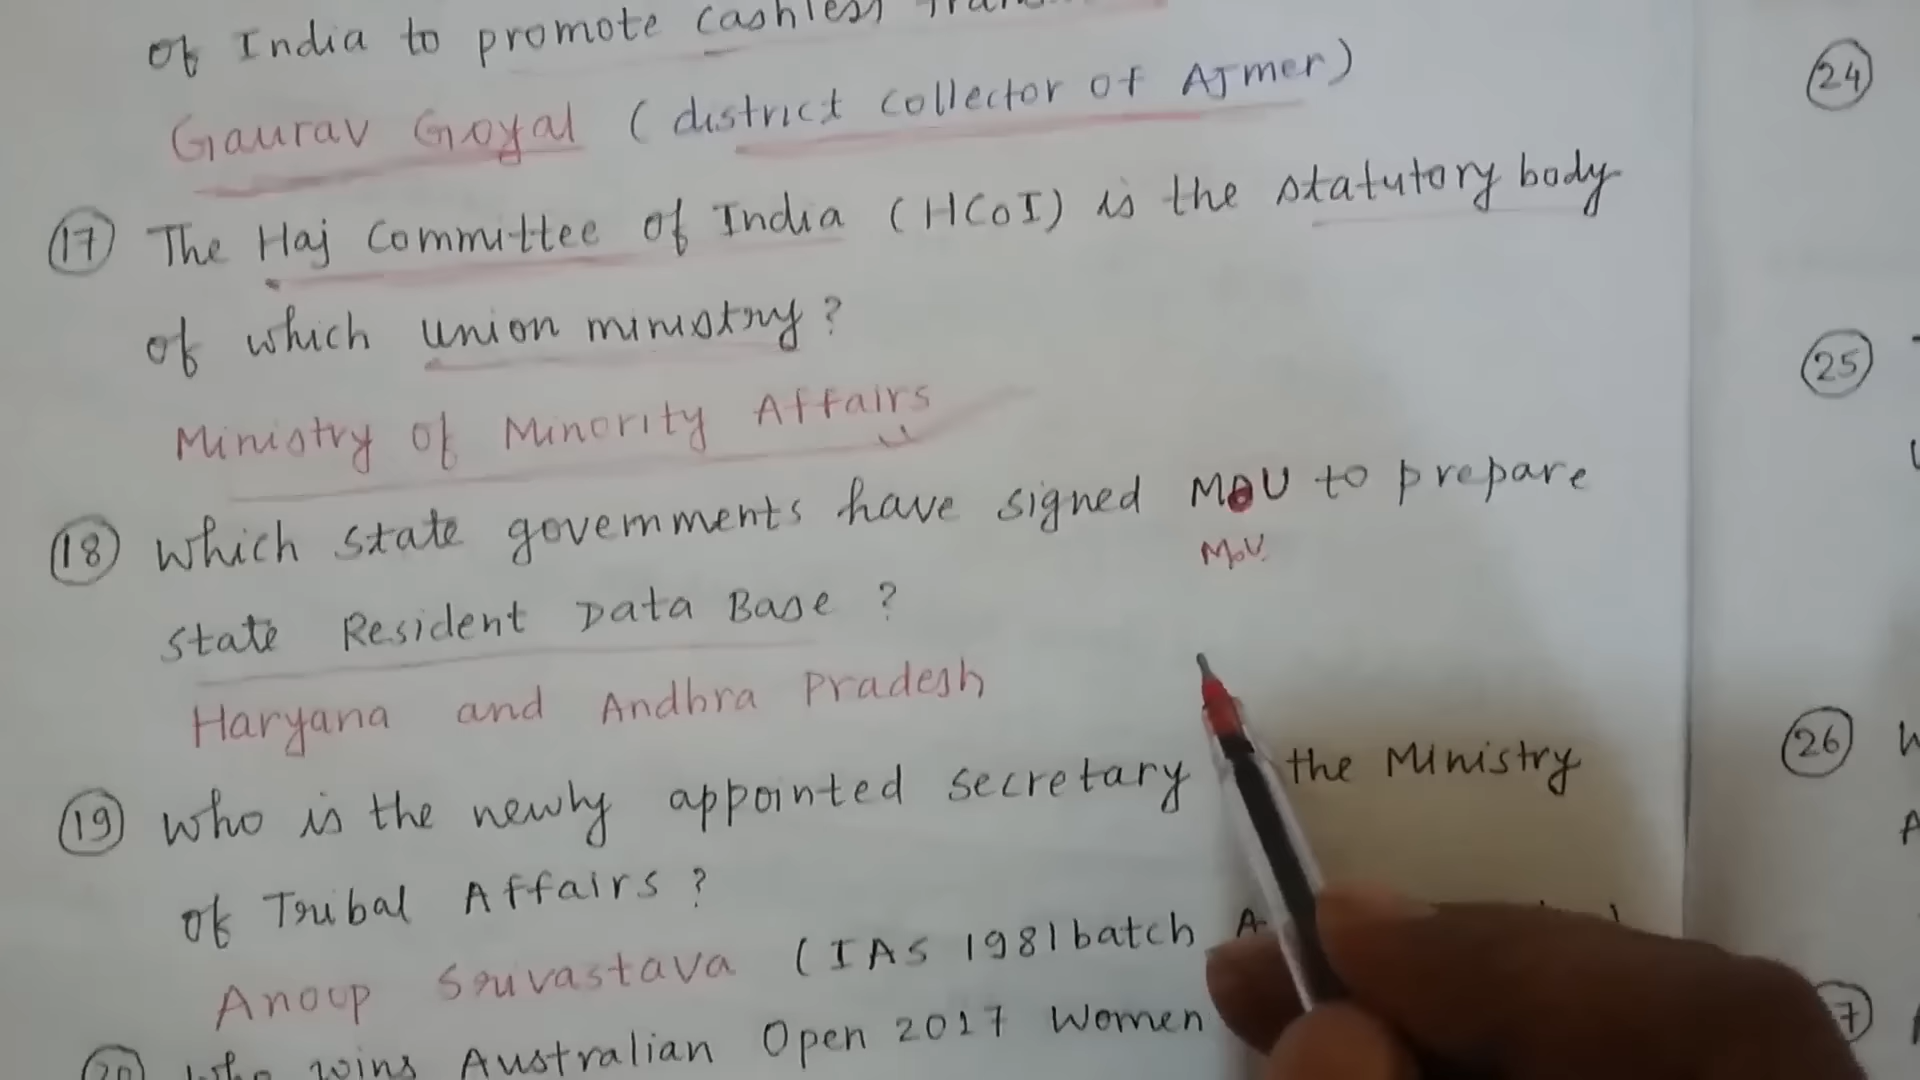 of India to promote cashless
Gaurav Goyal (district collector of Ajmer)
17 The Haj Committee of India (HCoI) is the statutory body
of which union ministry?
Ministry of Minority Affairs
18 Which state governments have signed MOU to prepare
MoU
State Resident Data Base ?
Haryana and Andhra Pradesh
19 Who is the newly appointed secretary the Ministry
of Tribal Affairs ?
Anoop Srivastava (IAS 1981 batch A
20 Who wins Australian Open 2017 Women
24
25
26